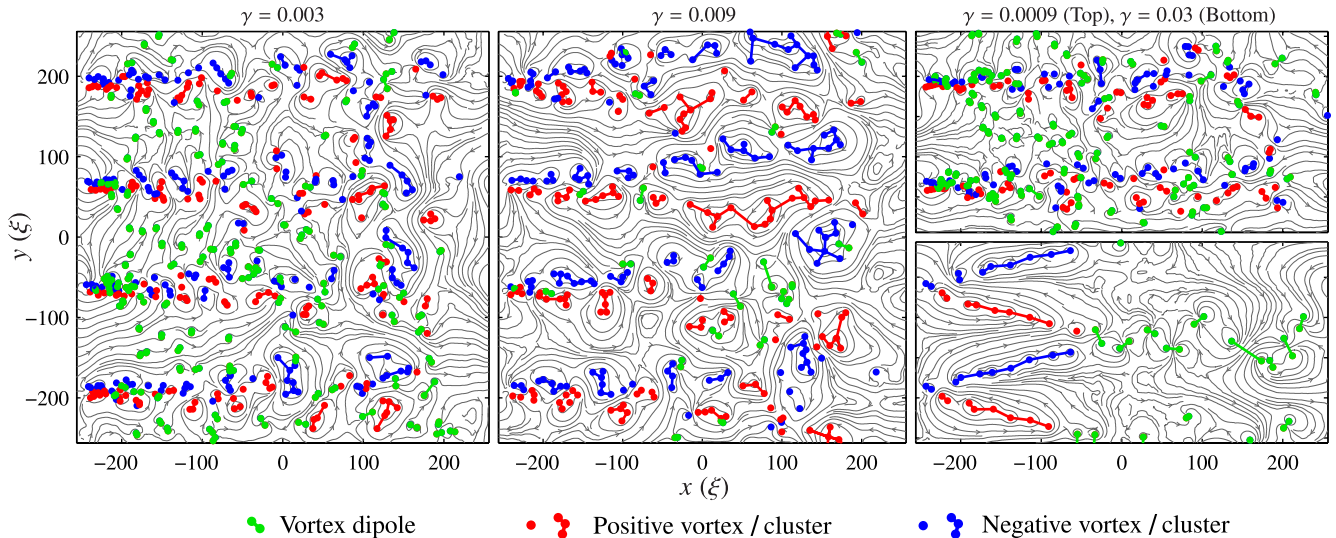 γ = 0.003
γ = 0.009
γ = 0.0009 (Top), γ = 0.03 (Bottom)
200
100
0
−100
−200
y (ξ)
−200 −100 0 100 200
−200 −100 0 100 200
−200 −100 0 100 200
x (ξ)
Vortex dipole
Positive vortex / cluster
Negative vortex / cluster